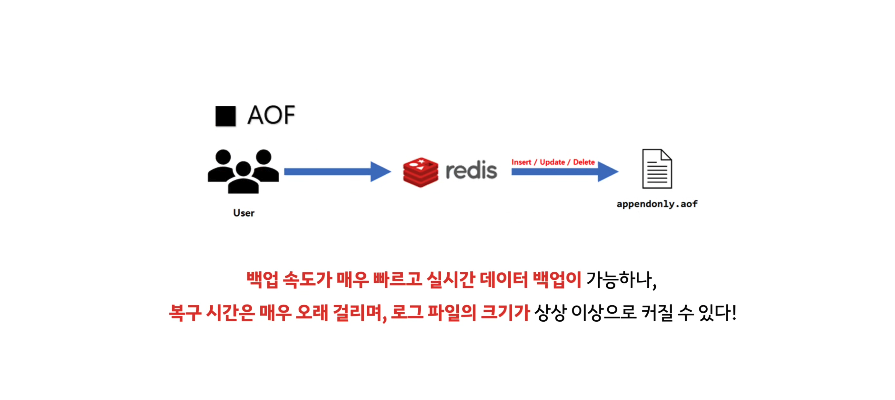 ■ AOF
User
redis
Insert / Update / Delete
appendonly.aof
백업 속도가 매우 빠르고 실시간 데이터 백업이 가능하나,
복구 시간은 매우 오래 걸리며, 로그 파일의 크기가 상상 이상으로 커질 수 있다!